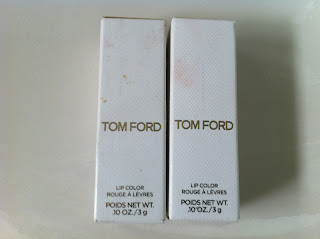 TOM FORD
LIP COLOR
ROUGE À LÈVRES
POIDS NET WT.
.10 OZ./3 g
TOM FORD
LIP COLOR
ROUGE À LÈVRES
POIDS NET WT.
.10 OZ./3 g